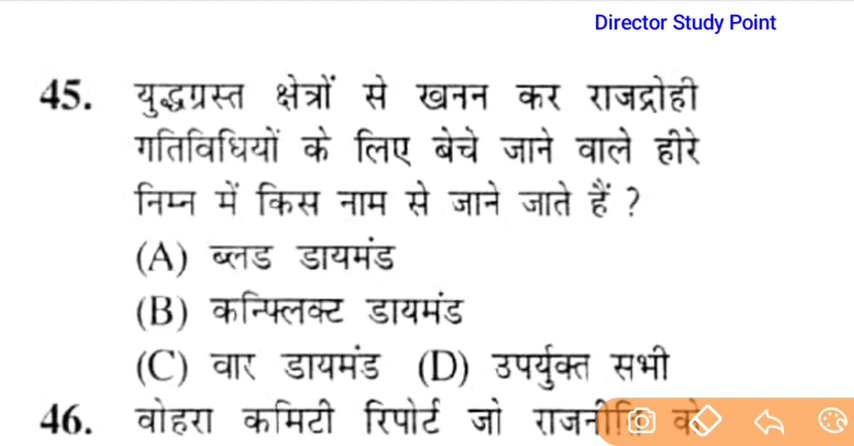 Director Study Point
45. युद्धग्रस्त क्षेत्रों से खनन कर राजद्रोही
गतिविधियों के लिए बेचे जाने वाले हीरे
निम्न में किस नाम से जाने जाते हैं ?
(A) ब्लड डायमंड
(B) कन्फ्लिक्ट डायमंड
(C) वार डायमंड (D) उपर्युक्त सभी
46. वोहरा कमिटी रिपोर्ट जो